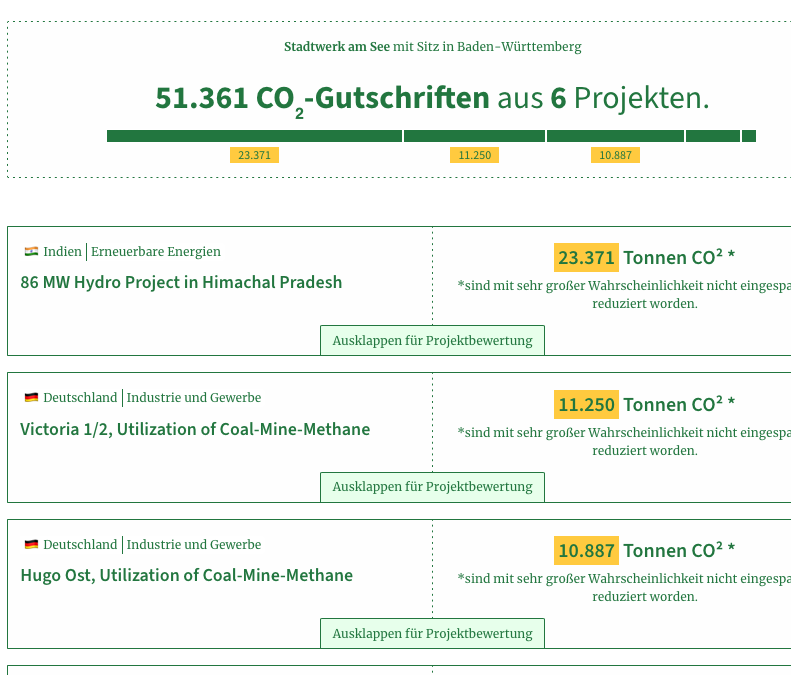 Stadtwerk am See mit Sitz in Baden-Württemberg
51.361 CO₂-Gutschriften aus 6 Projekten.
23.371 11.250 10.887
Indien | Erneuerbare Energien
86 MW Hydro Project in Himachal Pradesh
23.371 Tonnen CO² *
*sind mit sehr großer Wahrscheinlichkeit nicht eingespa
reduziert worden.
Ausklappen für Projektbewertung
Deutschland | Industrie und Gewerbe
Victoria 1/2, Utilization of Coal-Mine-Methane
11.250 Tonnen CO² *
*sind mit sehr großer Wahrscheinlichkeit nicht eingespa
reduziert worden.
Ausklappen für Projektbewertung
Deutschland | Industrie und Gewerbe
Hugo Ost, Utilization of Coal-Mine-Methane
10.887 Tonnen CO² *
*sind mit sehr großer Wahrscheinlichkeit nicht eingespa
reduziert worden.
Ausklappen für Projektbewertung